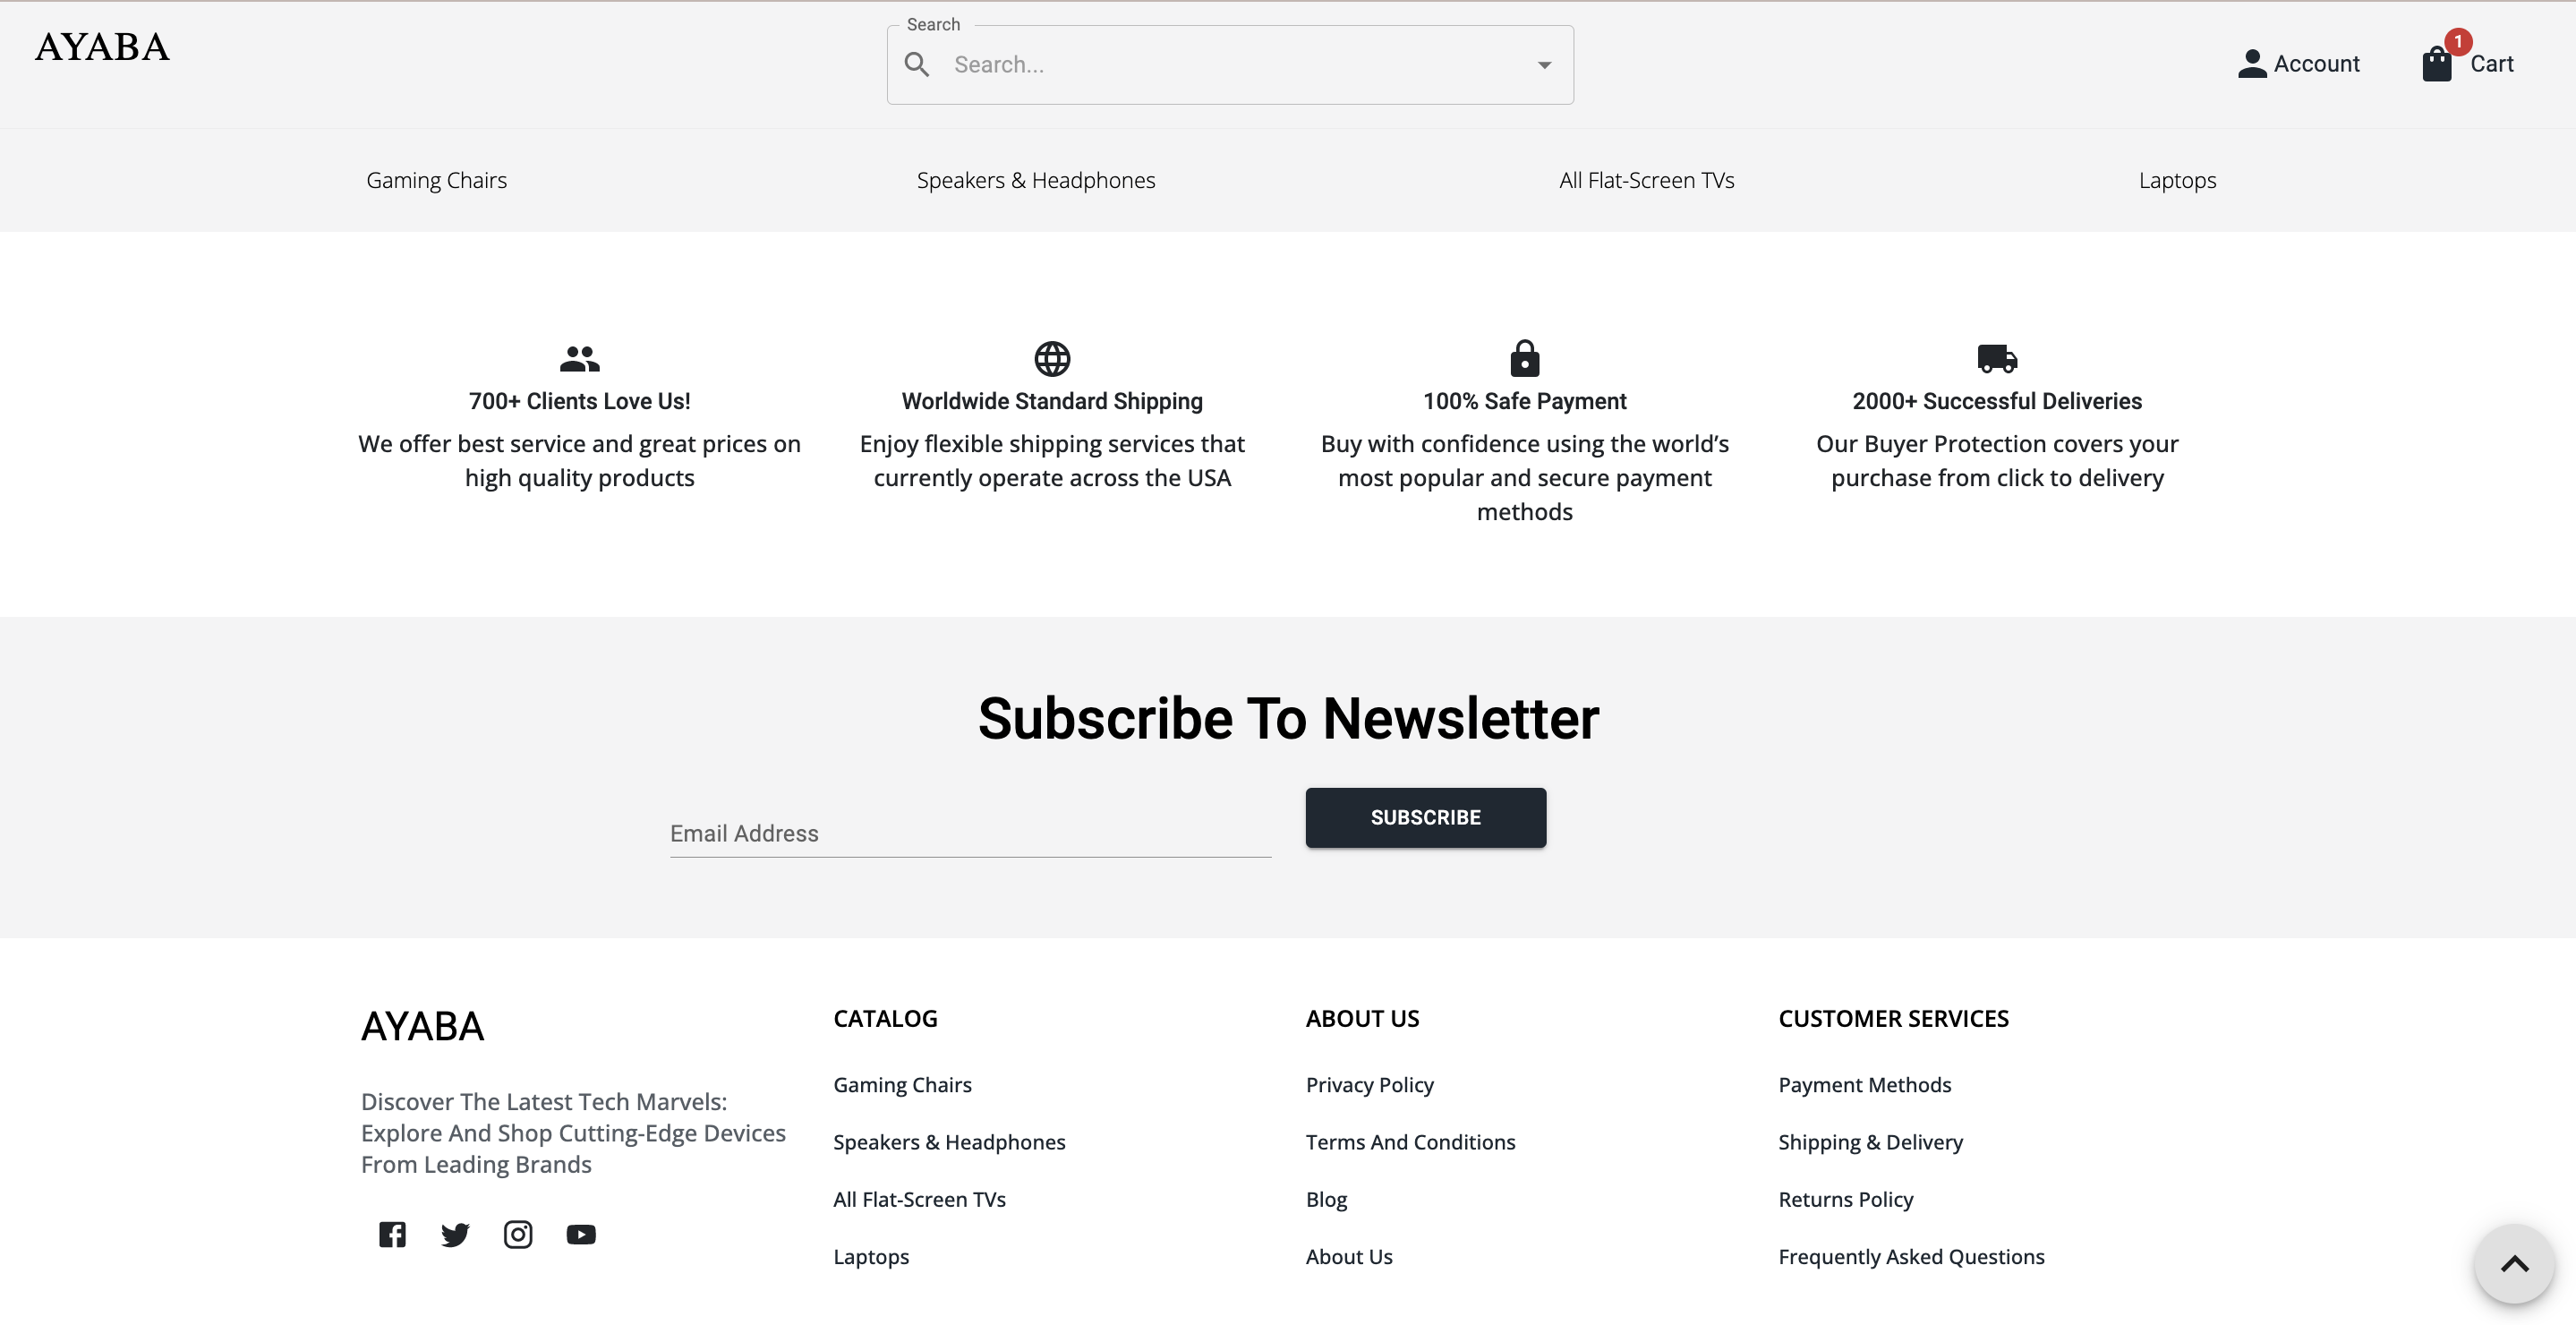 AYABA
Search
Search...
Account
1
Cart
Gaming Chairs
Speakers & Headphones
All Flat-Screen TVs
Laptops
700+ Clients Love Us!
We offer best service and great prices on
high quality products
Worldwide Standard Shipping
Enjoy flexible shipping services that
currently operate across the USA
100% Safe Payment
Buy with confidence using the world’s
most popular and secure payment
methods
2000+ Successful Deliveries
Our Buyer Protection covers your
purchase from click to delivery
Subscribe To Newsletter
Email Address
SUBSCRIBE
AYABA
Discover The Latest Tech Marvels:
Explore And Shop Cutting-Edge Devices
From Leading Brands
CATALOG
Gaming Chairs
Speakers & Headphones
All Flat-Screen TVs
Laptops
ABOUT US
Privacy Policy
Terms And Conditions
Blog
About Us
CUSTOMER SERVICES
Payment Methods
Shipping & Delivery
Returns Policy
Frequently Asked Questions